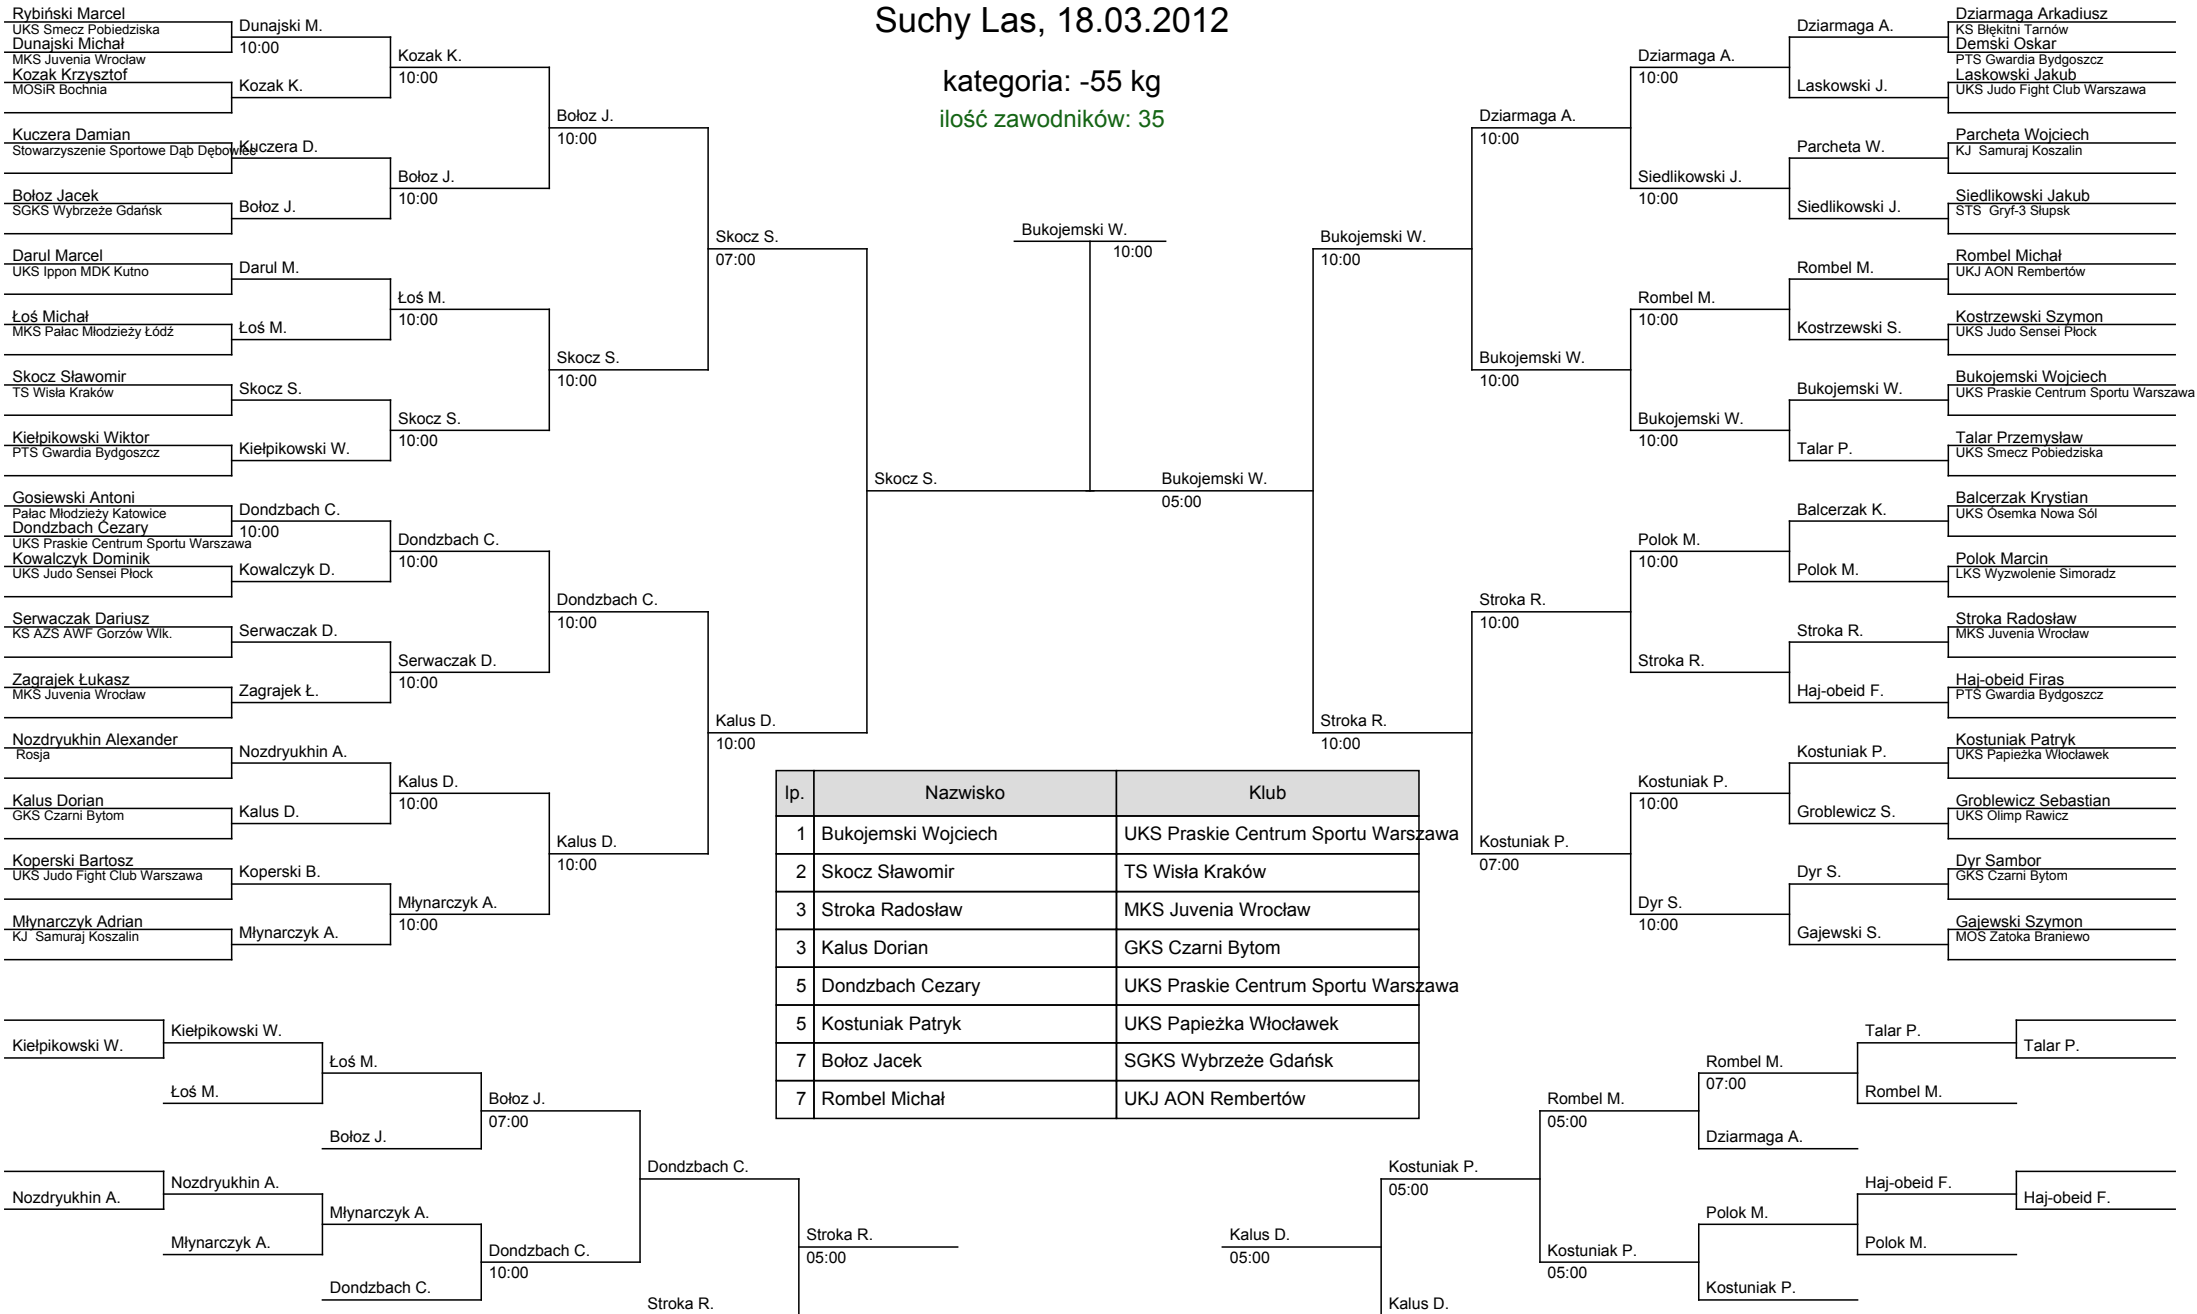 Suchy Las, 18.03.2012
kategoria: -55 kg
ilość zawodników: 35
Rybiński Marcel
UKS Smecz Pobiedziska
Dunajski Michał
MKS Juvenia Wrocław
Kozak Krzysztof
MOSiR Bochnia
Kuczera Damian
Stowarzyszenie Sportowe Dąb Dębowiec
Bołoz Jacek
SGKS Wybrzeże Gdańsk
Darul Marcel
UKS Ippon MDK Kutno
Łoś Michał
MKS Pałac Młodzieży Łódź
Skocz Sławomir
TS Wisła Kraków
Kiełpikowski Wiktor
PTS Gwardia Bydgoszcz
Gosiewski Antoni
Pałac Młodzieży Katowice
Dondzbach Cezary
UKS Praskie Centrum Sportu Warszawa
Kowalczyk Dominik
UKS Judo Sensei Płock
Serwaczak Dariusz
KS AZS AWF Gorzów Wlk.
Zagrajek Łukasz
MKS Juvenia Wrocław
Nozdryukhin Alexander
Rosja
Kalus Dorian
GKS Czarni Bytom
Koperski Bartosz
UKS Judo Fight Club Warszawa
Młynarczyk Adrian
KJ Samuraj Koszalin
Dunajski M.
10:00
Kozak K.
Kuczera D.
Bołoz J.
Darul M.
Łoś M.
Skocz S.
Kiełpikowski W.
Dondzbach C.
10:00
Kowalczyk D.
Serwaczak D.
Zagrajek Ł.
Nozdryukhin A.
Kalus D.
Koperski B.
Młynarczyk A.
Kozak K.
10:00
Bołoz J.
10:00
Łoś M.
10:00
Skocz S.
10:00
Dondzbach C.
10:00
Serwaczak D.
10:00
Kalus D.
10:00
Młynarczyk A.
10:00
Bołoz J.
10:00
Skocz S.
10:00
Dondzbach C.
10:00
Kalus D.
10:00
Skocz S.
07:00
Kalus D.
10:00
Skocz S.
Bukojemski W.
10:00
Bukojemski W.
05:00
Bukojemski W.
10:00
Stroka R.
10:00
Dziarmaga A.
10:00
Bukojemski W.
10:00
Stroka R.
10:00
Kostuniak P.
07:00
Dziarmaga A.
10:00
Siedlikowski J.
10:00
Rombel M.
10:00
Bukojemski W.
10:00
Polok M.
10:00
Stroka R.
Kostuniak P.
10:00
Dyr S.
10:00
Dziarmaga A.
Laskowski J.
Parcheta W.
Siedlikowski J.
Rombel M.
Kostrzewski S.
Bukojemski W.
Talar P.
Balcerzak K.
Polok M.
Stroka R.
Haj-obeid F.
Kostuniak P.
Groblewicz S.
Dyr S.
Gajewski S.
Dziarmaga Arkadiusz
KS Błękitni Tarnów
Demski Oskar
PTS Gwardia Bydgoszcz
Laskowski Jakub
UKS Judo Fight Club Warszawa
Parcheta Wojciech
KJ Samuraj Koszalin
Siedlikowski Jakub
STS Gryf-3 Słupsk
Rombel Michał
UKJ AON Rembertów
Kostrzewski Szymon
UKS Judo Sensei Płock
Bukojemski Wojciech
UKS Praskie Centrum Sportu Warszawa
Talar Przemysław
UKS Smecz Pobiedziska
Balcerzak Krystian
UKS Ósemka Nowa Sól
Polok Marcin
LKS Wyzwolenie Simoradz
Stroka Radosław
MKS Juvenia Wrocław
Haj-obeid Firas
PTS Gwardia Bydgoszcz
Kostuniak Patryk
UKS Papieżka Włocławek
Groblewicz Sebastian
UKS Olimp Rawicz
Dyr Sambor
GKS Czarni Bytom
Gajewski Szymon
MOS Zatoka Braniewo
lp. Nazwisko Klub
1 Bukojemski Wojciech UKS Praskie Centrum Sportu Warszawa
2 Skocz Sławomir TS Wisła Kraków
3 Stroka Radosław MKS Juvenia Wrocław
3 Kalus Dorian GKS Czarni Bytom
5 Dondzbach Cezary UKS Praskie Centrum Sportu Warszawa
5 Kostuniak Patryk UKS Papieżka Włocławek
7 Bołoz Jacek SGKS Wybrzeże Gdańsk
7 Rombel Michał UKJ AON Rembertów
Kiełpikowski W.
Nozdryukhin A.
Kiełpikowski W.
Łoś M.
Nozdryukhin A.
Młynarczyk A.
Łoś M.
Bołoz J.
Młynarczyk A.
Dondzbach C.
Bołoz J.
07:00
Dondzbach C.
10:00
Dondzbach C.
Stroka R.
Stroka R.
05:00
Kalus D.
05:00
Kostuniak P.
05:00
Kalus D.
Rombel M.
05:00
Kostuniak P.
05:00
Rombel M.
07:00
Dziarmaga A.
Polok M.
Kostuniak P.
Talar P.
Rombel M.
Haj-obeid F.
Polok M.
Talar P.
Haj-obeid F.